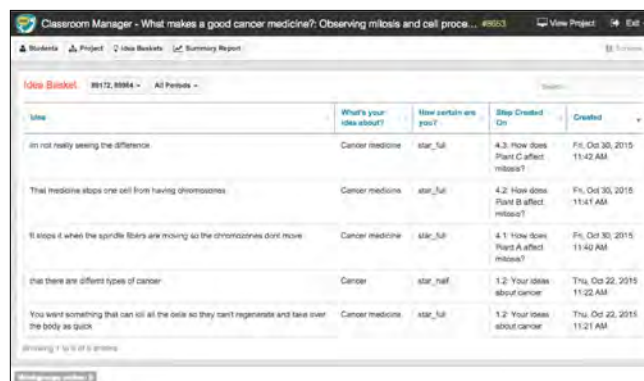 Classroom Manager - What makes a good cancer medicine?: Observing mitosis and cell proce... #8653 View Project Exit
Students Project Idea Baskets Summary Report
Idea Basket 89172, 89964 All Periods Search
Idea What's your idea about? How certain are you? Step Created On Created
im not really seeing the difference Cancer medicine star_full 4.3: How does Plant C affect mitosis? Fri, Oct 30, 2015 11:42 AM
That medicine stops one cell from having chromosones Cancer medicine star_full 4.2: How does Plant B affect mitosis? Fri, Oct 30, 2015 11:41 AM
It stops it when the spindle fibers are moving so the chromozones dont move Cancer medicine star_full 4.1: How does Plant A affect mitosis? Fri, Oct 30, 2015 11:40 AM
that there are differnt types of cancer Cancer star_half 1.2: Your ideas about cancer Thu, Oct 22, 2015 11:22 AM
You want something that can kill all the cells so they can't regenerate and take over the body as quick Cancer medicine star_full 1.2: Your ideas about cancer Thu, Oct 22, 2015 11:21 AM